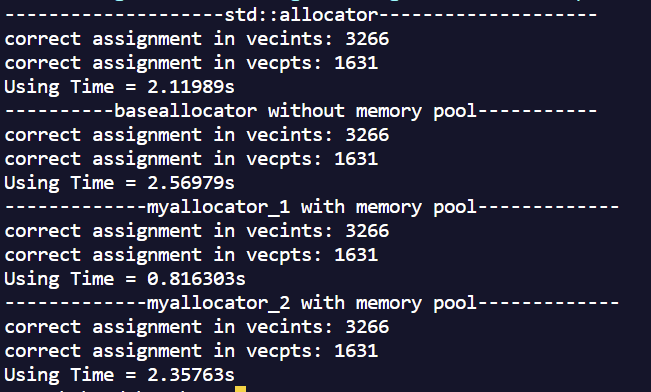 --------------------std::allocator--------------------
correct assignment in vecints: 3266
correct assignment in vecpts: 1631
Using Time = 2.11989s
----------baseallocator without memory pool-----------
correct assignment in vecints: 3266
correct assignment in vecpts: 1631
Using Time = 2.56979s
-------------myallocator_1 with memory pool-------------
correct assignment in vecints: 3266
correct assignment in vecpts: 1631
Using Time = 0.816303s
-------------myallocator_2 with memory pool-------------
correct assignment in vecints: 3266
correct assignment in vecpts: 1631
Using Time = 2.35763s